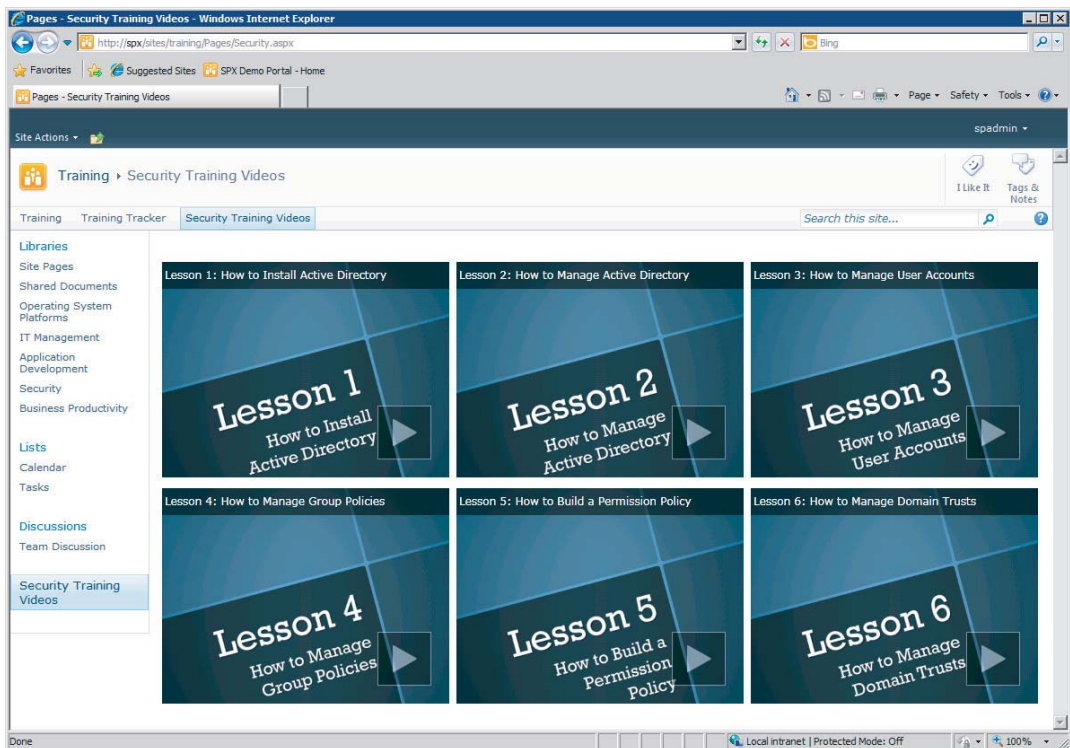 Pages - Security Training Videos - Windows Internet Explorer
http://spx/sites/training/Pages/Security.aspx
Bing
Favorites
Suggested Sites
SPX Demo Portal - Home
Pages - Security Training Videos
Page
Safety
Tools
Site Actions
spadmin
Training
Security Training Videos
I Like It
Tags &
Notes
Training
Training Tracker
Security Training Videos
Search this site...
Libraries
Site Pages
Shared Documents
Operating System
Platforms
IT Management
Application
Development
Security
Business Productivity
Lists
Calendar
Tasks
Discussions
Team Discussion
Security Training
Videos
Lesson 1: How to Install Active Directory
Lesson 1
How to Install
Active Directory
Lesson 2: How to Manage Active Directory
Lesson 2
How to Manage
Active Directory
Lesson 3: How to Manage User Accounts
Lesson 3
How to Manage
User Accounts
Lesson 4: How to Manage Group Policies
Lesson 4
How to Manage
Group Policies
Lesson 5: How to Build a Permission Policy
Lesson 5
How to Build a
Permission
Policy
Lesson 6: How to Manage Domain Trusts
Lesson 6
How to Manage
Domain Trusts
Done
Local intranet | Protected Mode: Off
100%